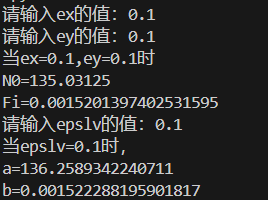 请输入ex的值: 0.1
请输入ey的值: 0.1
当ex=0.1,ey=0.1时
N0=135.03125
Fi=0.0015201397402531595
请输入epslv的值: 0.1
当epslv=0.1时,
a=136.2589342240711
b=0.001522288195901817